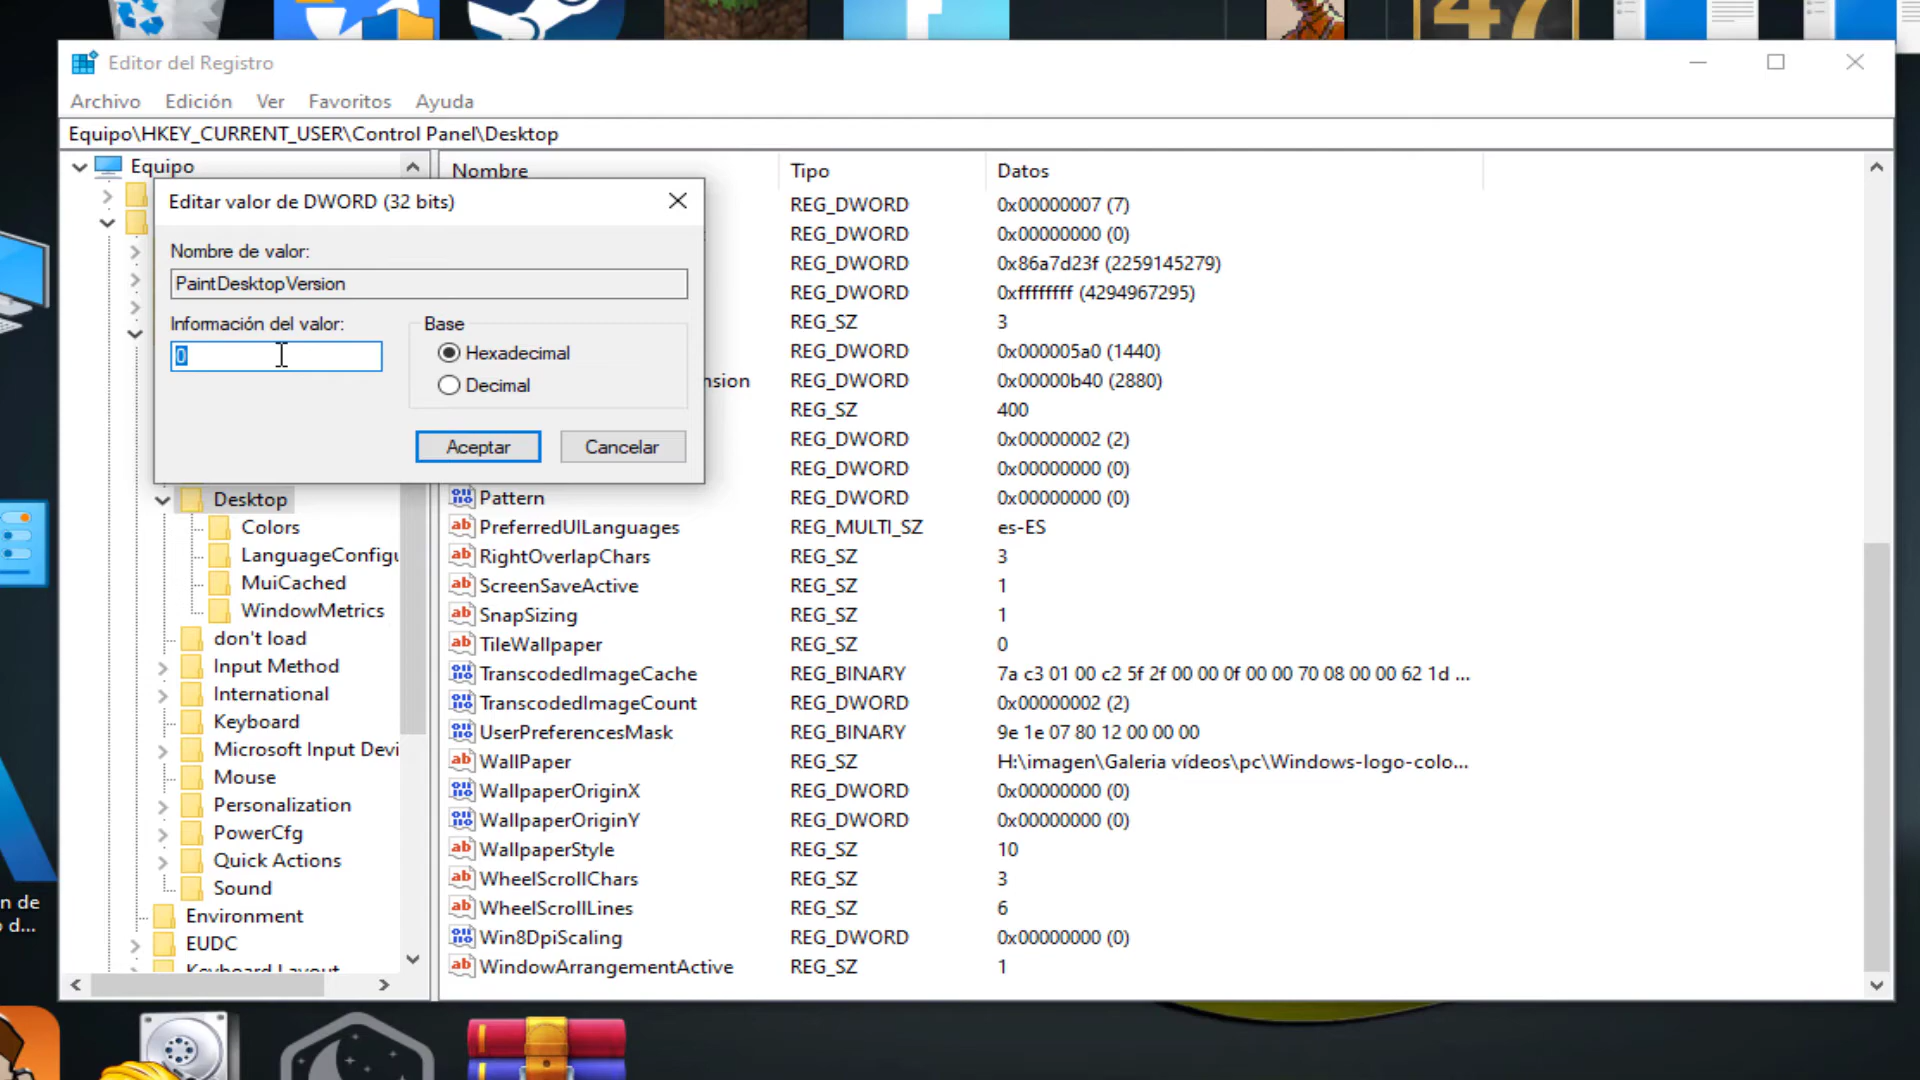 47
Editor del Registro
Archivo Edición Ver Favoritos Ayuda
Equipo\HKEY_CURRENT_USER\Control Panel\Desktop
Equipo
Nombre Tipo Datos
Editar valor de DWORD (32 bits)
Nombre de valor:
PaintDesktopVersion
Información del valor:
0
Base
Hexadecimal
Decimal
Aceptar Cancelar
REG_DWORD 0x00000007 (7)
REG_DWORD 0x00000000 (0)
REG_DWORD 0x86a7d23f (2259145279)
REG_DWORD 0xffffffff (4294967295)
REG_SZ 3
REG_DWORD 0x000005a0 (1440)
nsion REG_DWORD 0x00000b40 (2880)
REG_SZ 400
REG_DWORD 0x00000002 (2)
REG_DWORD 0x00000000 (0)
Pattern REG_DWORD 0x00000000 (0)
PreferredUILanguages REG_MULTI_SZ es-ES
RightOverlapChars REG_SZ 3
ScreenSaveActive REG_SZ 1
SnapSizing REG_SZ 1
TileWallpaper REG_SZ 0
TranscodedImageCache REG_BINARY 7a c3 01 00 c2 5f 2f 00 00 0f 00 00 70 08 00 00 62 1d ...
TranscodedImageCount REG_DWORD 0x00000002 (2)
UserPreferencesMask REG_BINARY 9e 1e 07 80 12 00 00 00
WallPaper REG_SZ H:\imagen\Galeria vídeos\pc\Windows-logo-colo...
WallpaperOriginX REG_DWORD 0x00000000 (0)
WallpaperOriginY REG_DWORD 0x00000000 (0)
WallpaperStyle REG_SZ 10
WheelScrollChars REG_SZ 3
WheelScrollLines REG_SZ 6
Win8DpiScaling REG_DWORD 0x00000000 (0)
WindowArrangementActive REG_SZ 1
Desktop
Colors
LanguageConfigu
MuiCached
WindowMetrics
don't load
Input Method
International
Keyboard
Microsoft Input Devi
Mouse
Personalization
PowerCfg
Quick Actions
Sound
Environment
EUDC
Keyboard Layout
n de
o d...